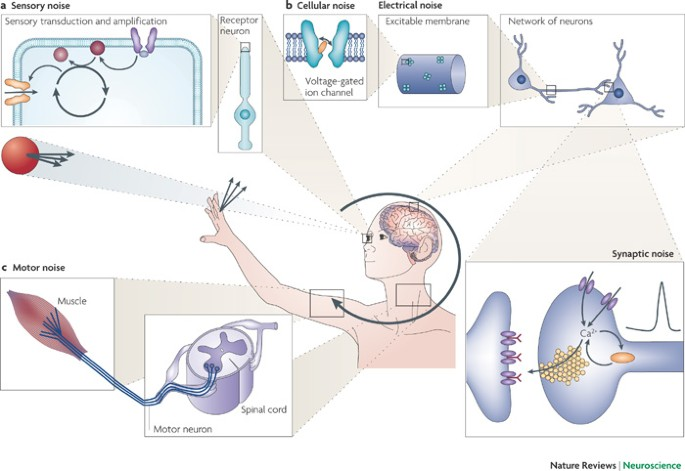 a Sensory noise
Sensory transduction and amplification
Receptor
neuron
b Cellular noise
Voltage-gated
ion channel
Electrical noise
Excitable membrane
Network of neurons
c Motor noise
Muscle
Motor neuron
Spinal cord
Synaptic noise
Ca²⁺
Nature Reviews | Neuroscience